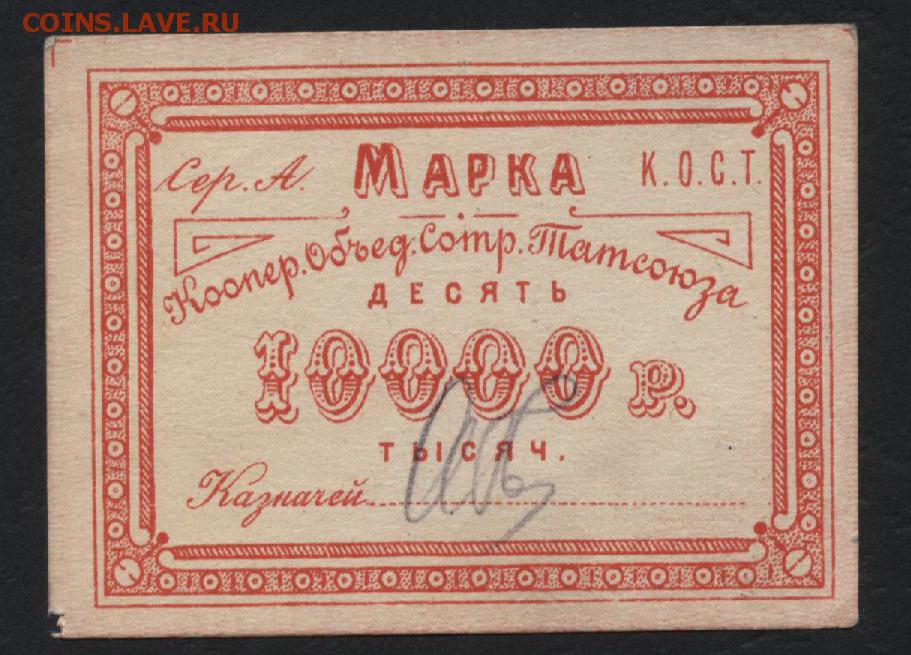 COINS.LAVE.RU
Сер. А. МАРКА К.О.С.Т.
Коопер. Объед. Сотр. Татсоюза
ДЕСЯТЬ
10000 р.
ТЫСЯЧ.
Казначей